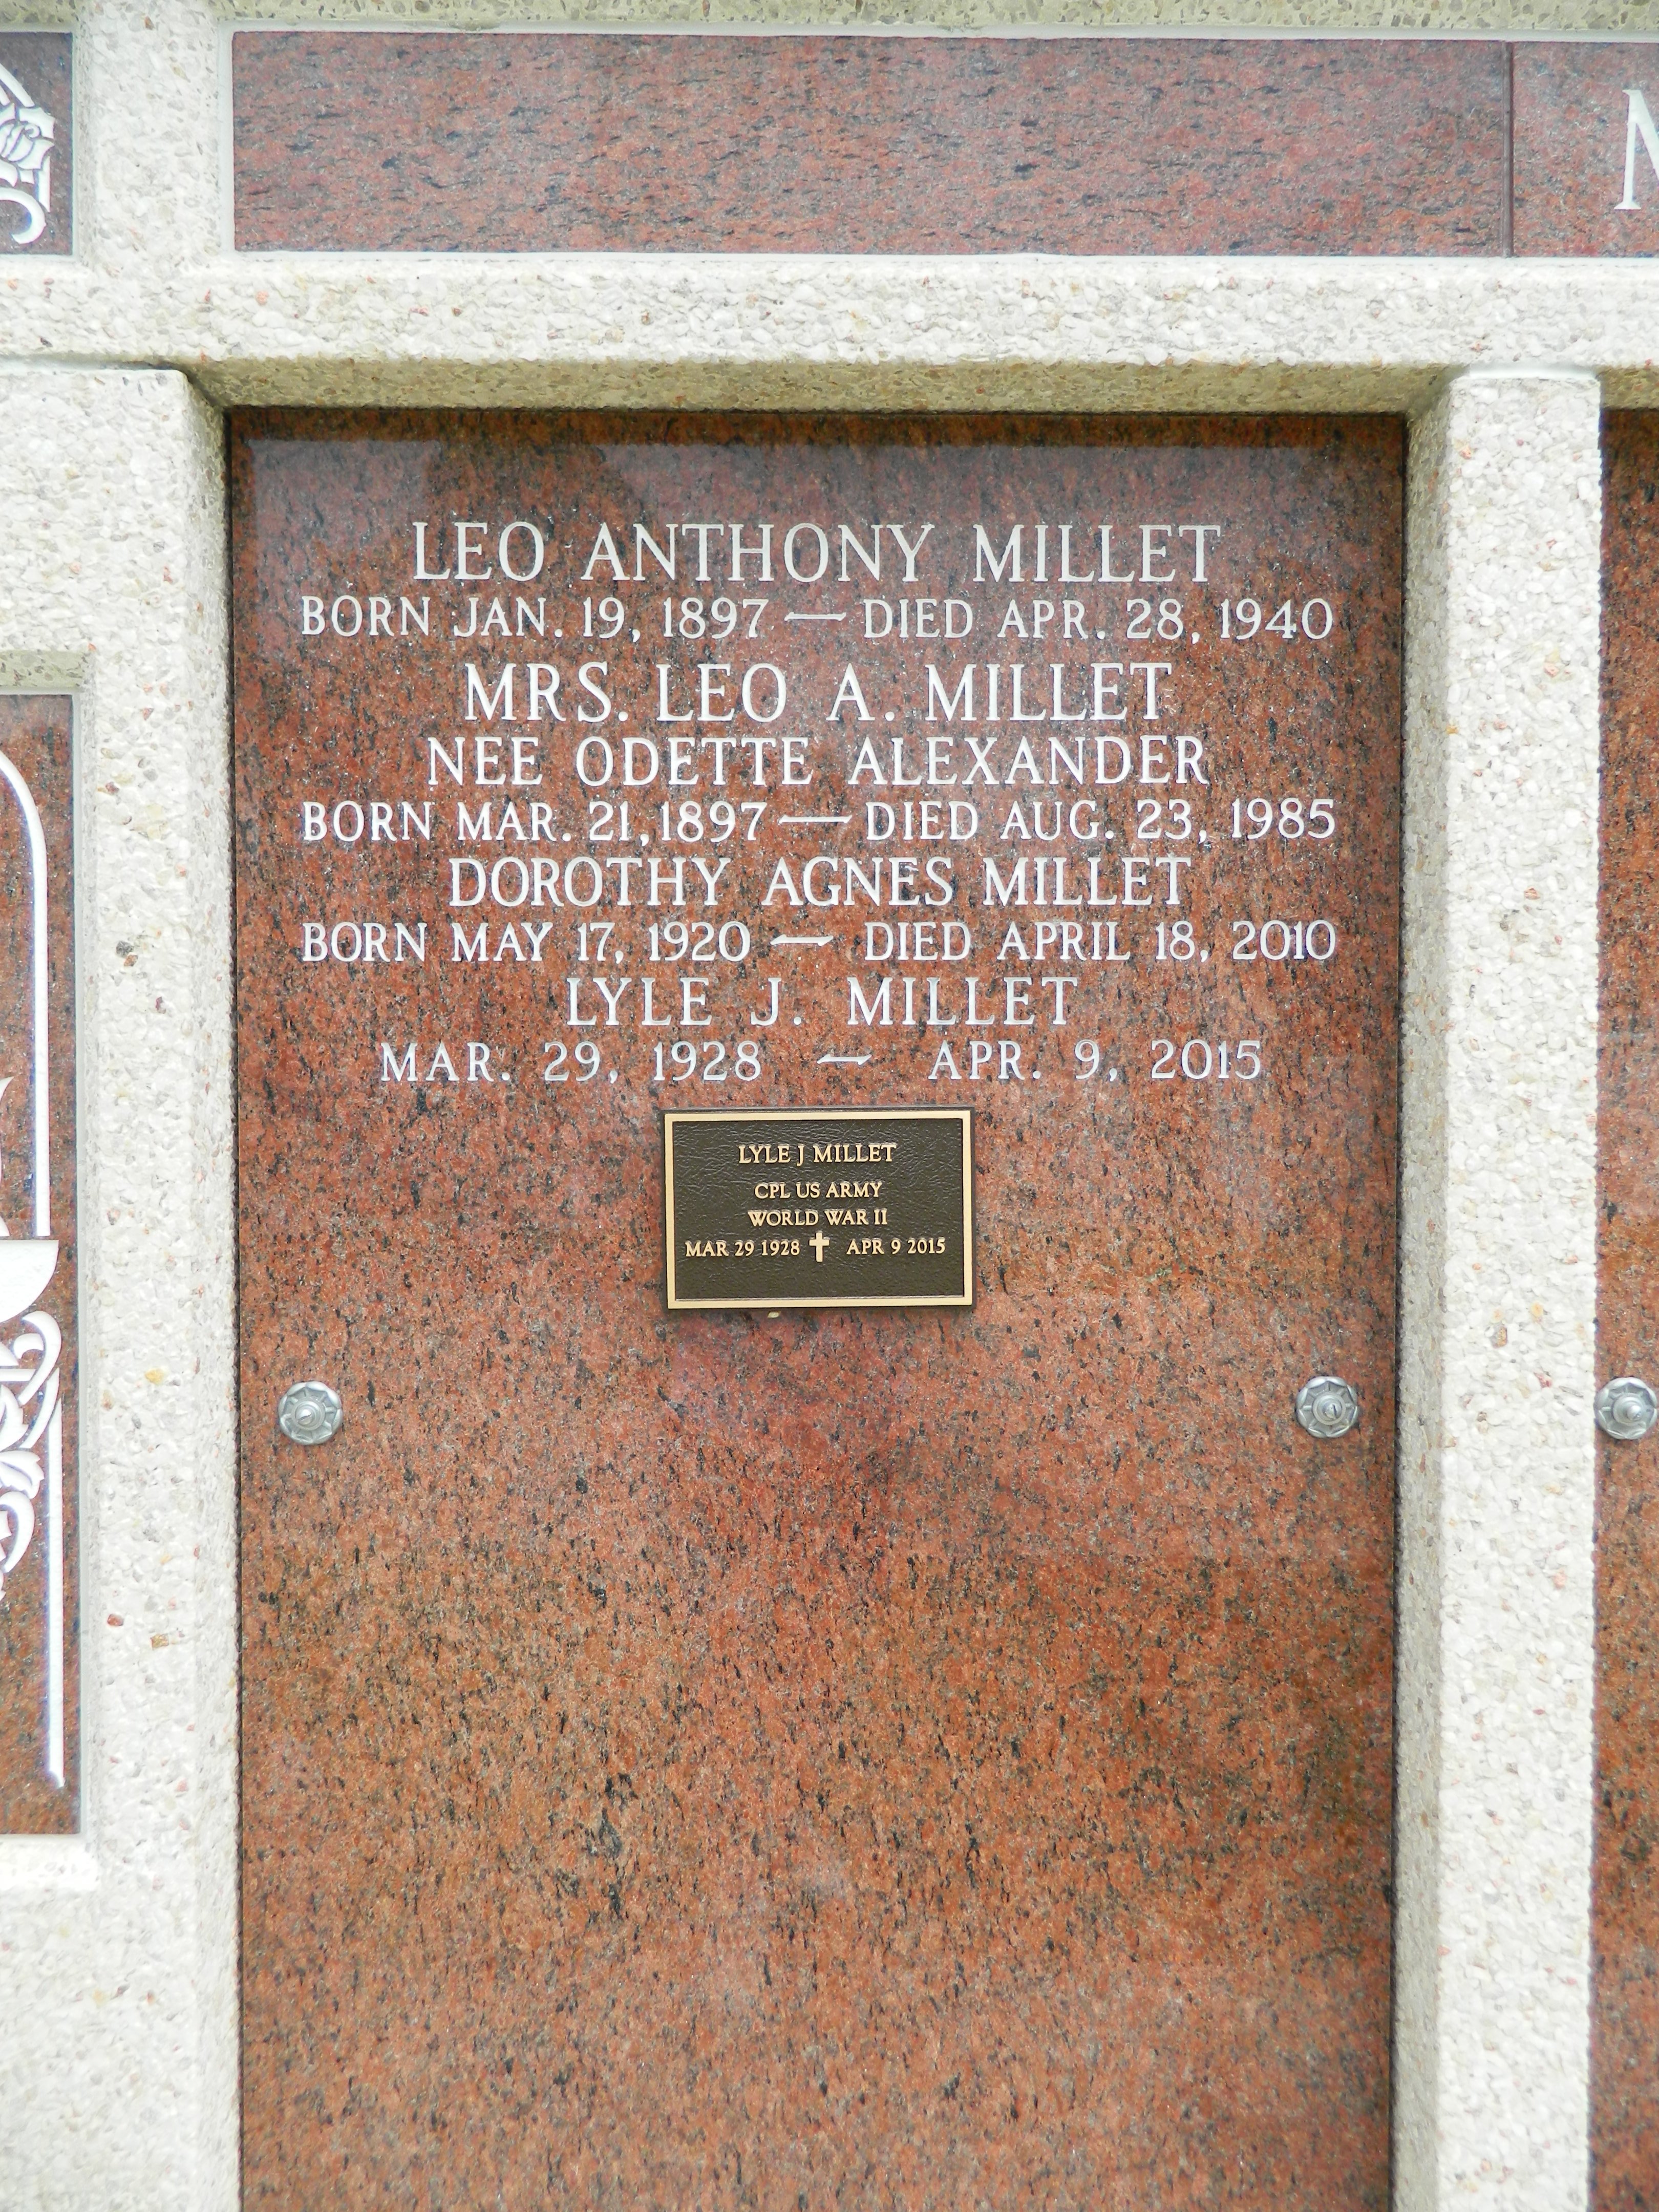 M
LEO ANTHONY MILLET
BORN JAN. 19, 1897 — DIED APR. 28, 1940
MRS. LEO A. MILLET
NEE ODETTE ALEXANDER
BORN MAR. 21, 1897 — DIED AUG. 23, 1985
DOROTHY AGNES MILLET
BORN MAY 17, 1920 — DIED APRIL 18, 2010
LYLE J. MILLET
MAR. 29, 1928 — APR. 9, 2015
LYLE J MILLET
CPL US ARMY
WORLD WAR II
MAR 29 1928 ✝ APR 9 2015